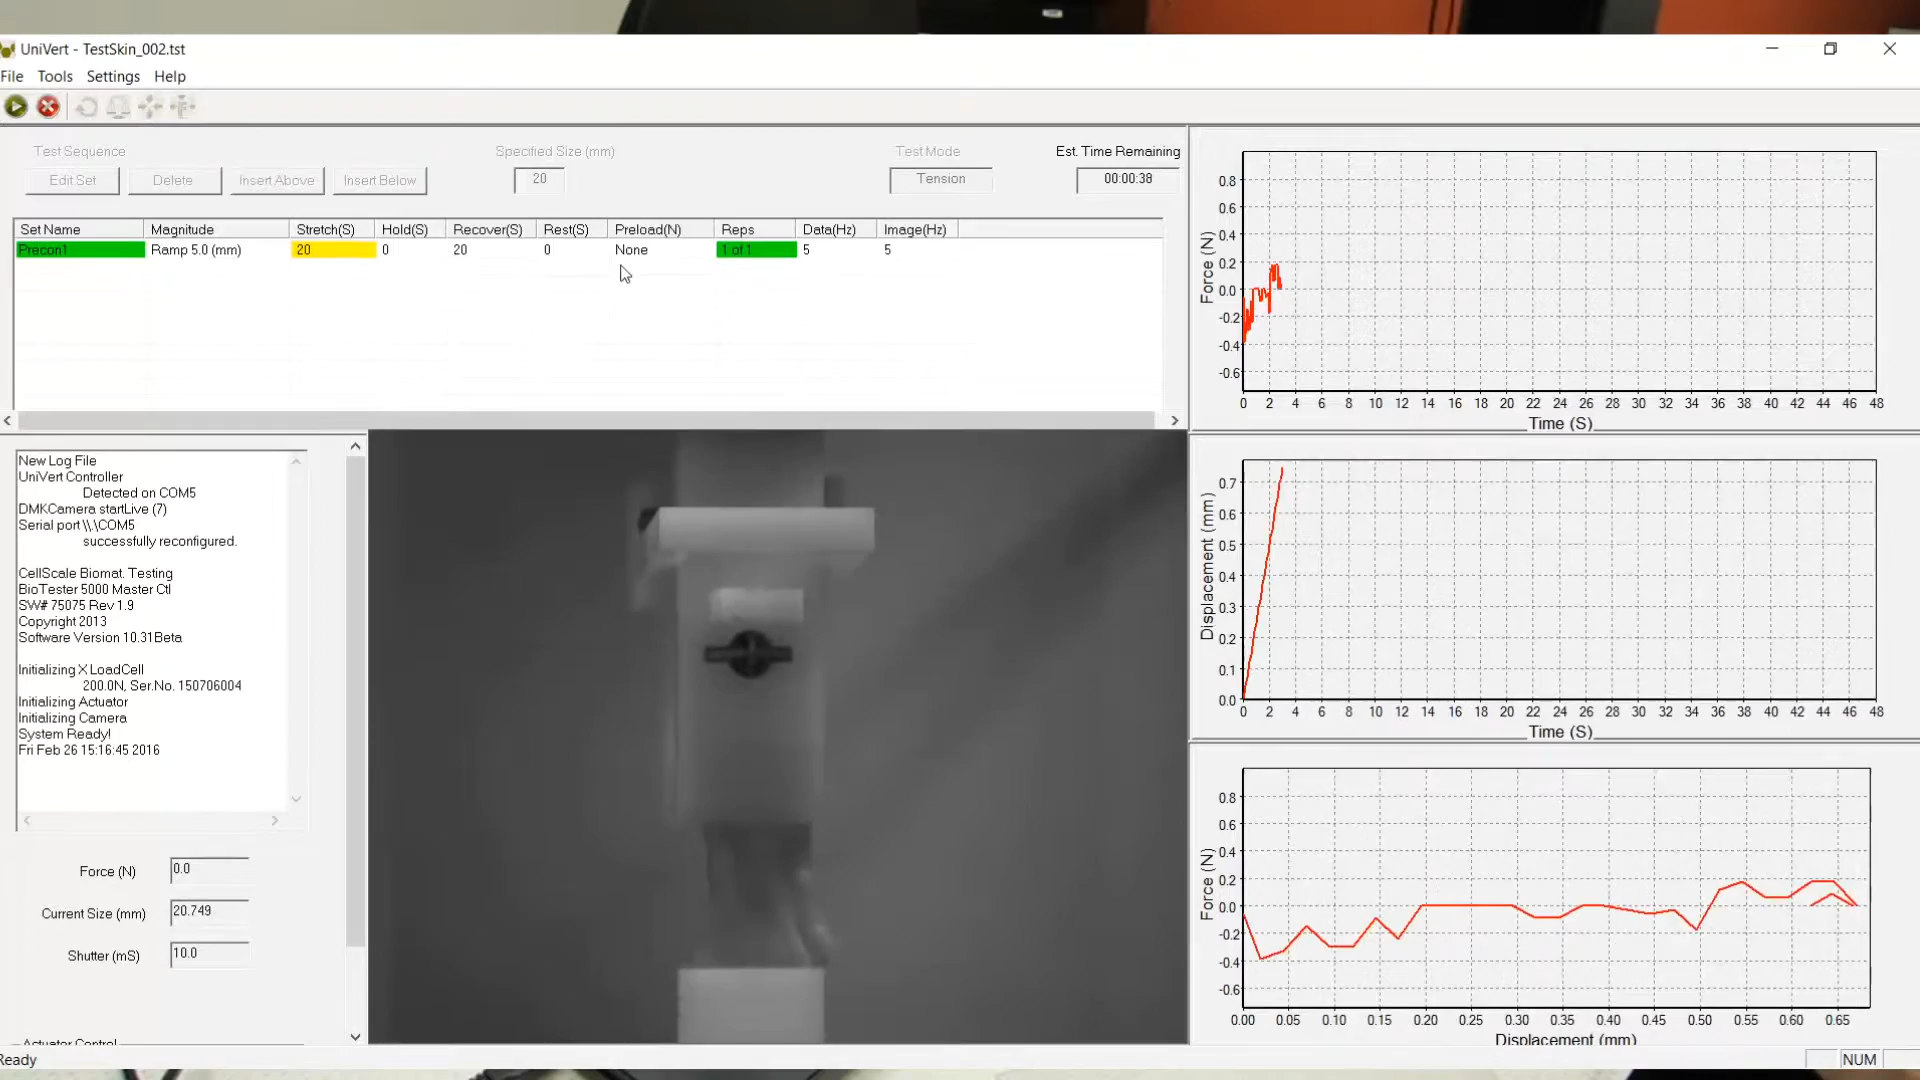 UniVert - TestSkin_002.tst
File Tools Settings Help
Test Sequence
Specified Size (mm)
Test Mode
Est. Time Remaining
Edit Set Delete Insert Above Insert Below
20
Tension
00:00:38
Set Name Magnitude Stretch(S) Hold(S) Recover(S) Rest(S) Preload(N) Reps Data(Hz) Image(Hz)
Precon1 Ramp 5.0 (mm) 20 0 20 0 None 1 of 1 5 5
New Log File
UniVert Controller
Detected on COM5
DMKCamera startLive (7)
Serial port \\.\COM5
successfully reconfigured.
CellScale Biomat. Testing
BioTester 5000 Master Ctl
SW# 75075 Rev 1.9
Copyright 2013
Software Version 10.31Beta
Initializing X LoadCell
200.0N, Ser.No. 150706004
Initializing Actuator
Initializing Camera
System Ready!
Fri Feb 26 15:16:45 2016
Force (N) 0.0
Current Size (mm) 20.749
Shutter (mS) 10.0
Actuator Control
Ready
NUM
Force (N)
0.8
0.6
0.4
0.2
0.0
-0.2
-0.4
-0.6
0 2 4 6 8 10 12 14 16 18 20 22 24 26 28 30 32 34 36 38 40 42 44 46 48
Time (S)
Displacement (mm)
0.7
0.6
0.5
0.4
0.3
0.2
0.1
0.0
0 2 4 6 8 10 12 14 16 18 20 22 24 26 28 30 32 34 36 38 40 42 44 46 48
Time (S)
Force (N)
0.8
0.6
0.4
0.2
0.0
-0.2
-0.4
-0.6
0.00 0.05 0.10 0.15 0.20 0.25 0.30 0.35 0.40 0.45 0.50 0.55 0.60 0.65
Displacement (mm)